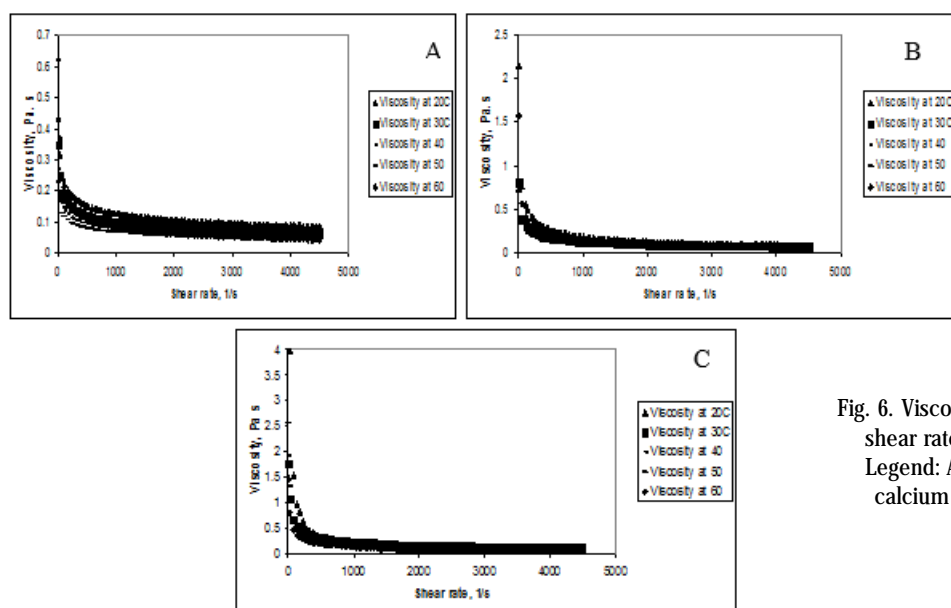 A
0.7
0.6
0.5
0.4
0.3
0.2
0.1
0
Viscosity, Pa. s
0 1000 2000 3000 4000 5000
Shear rate, 1/s
Viscosity at 20C
Viscosity at 30C
Viscosity at 40
Viscosity at 50
Viscosity at 60
B
2.5
2
1.5
1
0.5
0
Viscosity, Pa. s
0 1000 2000 3000 4000 5000
Shear rate, 1/s
Viscosity at 20C
Viscosity at 30C
Viscosity at 40
Viscosity at 50
Viscosity at 60
C
4
3.5
3
2.5
2
1.5
1
0.5
0
Viscosity, Pa s
0 1000 2000 3000 4000 5000
Shear rate, 1/s
Viscosity at 20C
Viscosity at 30C
Viscosity at 40
Viscosity at 50
Viscosity at 60
Fig. 6. Visco
shear rate
Legend: A
calcium